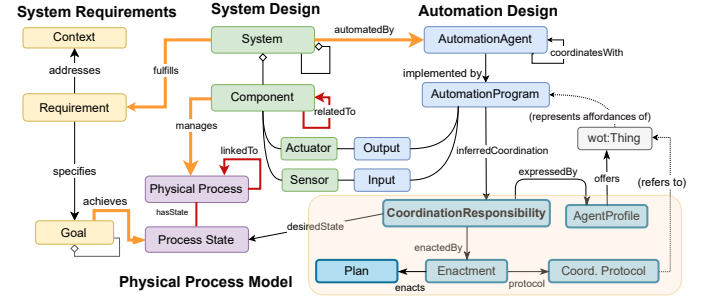 System Requirements
System Design
Automation Design
Context
System
automatedBy
AutomationAgent
coordinatesWith
addresses
fulfills
implemented by
Requirement
Component
relatedTo
AutomationProgram
manages
(represents affordances of)
wot:Thing
Actuator
Output
linkedTo
inferredCoordination
specifies
Sensor
Input
expressedBy
offers
(refers to)
Physical Process
achieves
hasState
CoordinationResponsibility
AgentProfile
Goal
Process State
desiredState
enactedBy
Physical Process Model
Plan
enacts
Enactment
protocol
Coord. Protocol